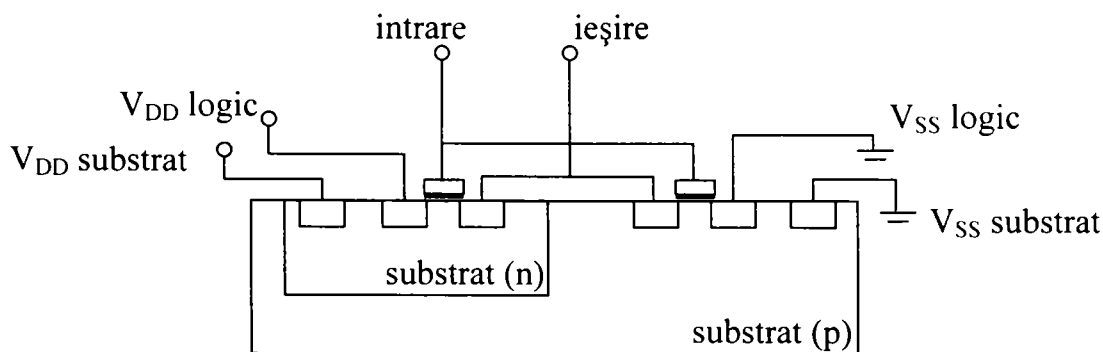 intrare
ieşire
V_DD logic
V_DD substrat
V_SS logic
V_SS substrat
substrat (n)
substrat (p)